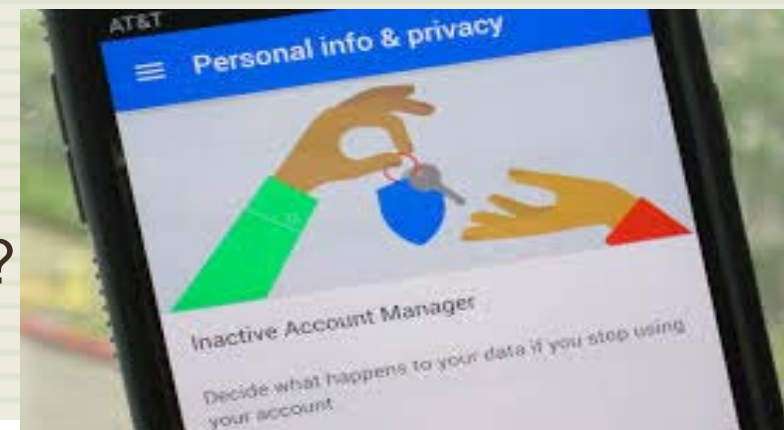 AT&T
Personal info & privacy
?
Inactive Account Manager
Decide what happens to your data if you stop using
your account